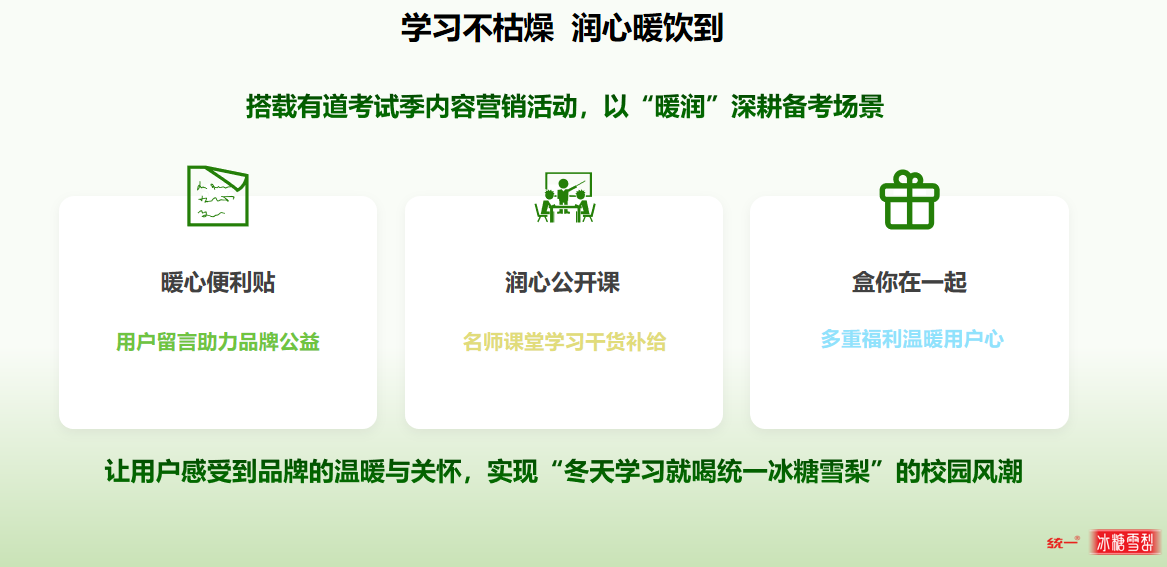 学习不枯燥 润心暖饮到
搭载有道考试季内容营销活动，以“暖润”深耕备考场景
暖心便利贴
用户留言助力品牌公益
润心公开课
名师课堂学习干货补给
盒你在一起
多重福利温暖用户心
让用户感受到品牌的温暖与关怀，实现“冬天学习就喝统一冰糖雪梨”的校园风潮
统一®
冰糖雪梨